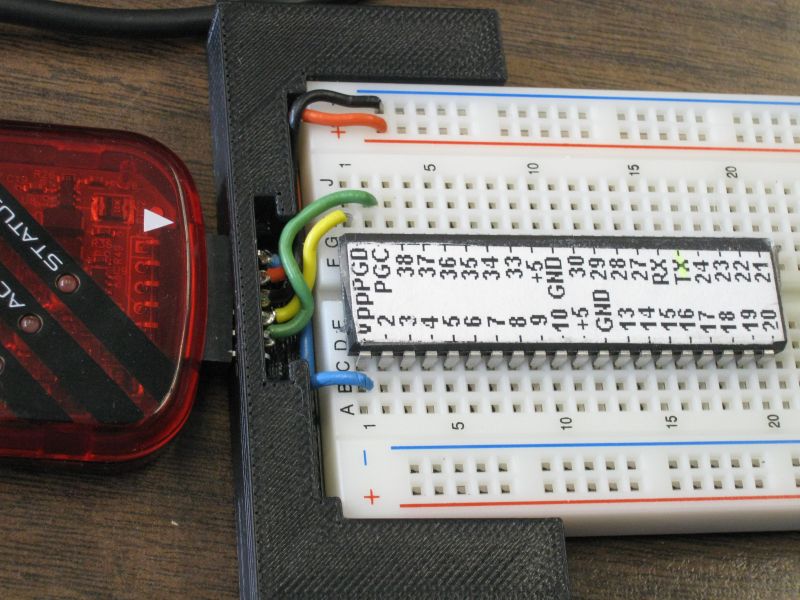 STATUS
+
1 5 10 15 20
J
G
F
vppPGD
2 PGC
3 38
4 37
5 36
6 35
7 34
8 33
9 +5
10 GND
+5 30
GND 29
13 28
14 27
15 RX
16 TX
17 24
18 23
19 22
20 21
E
D
C
B
A
1 5 10 15 20
−
+